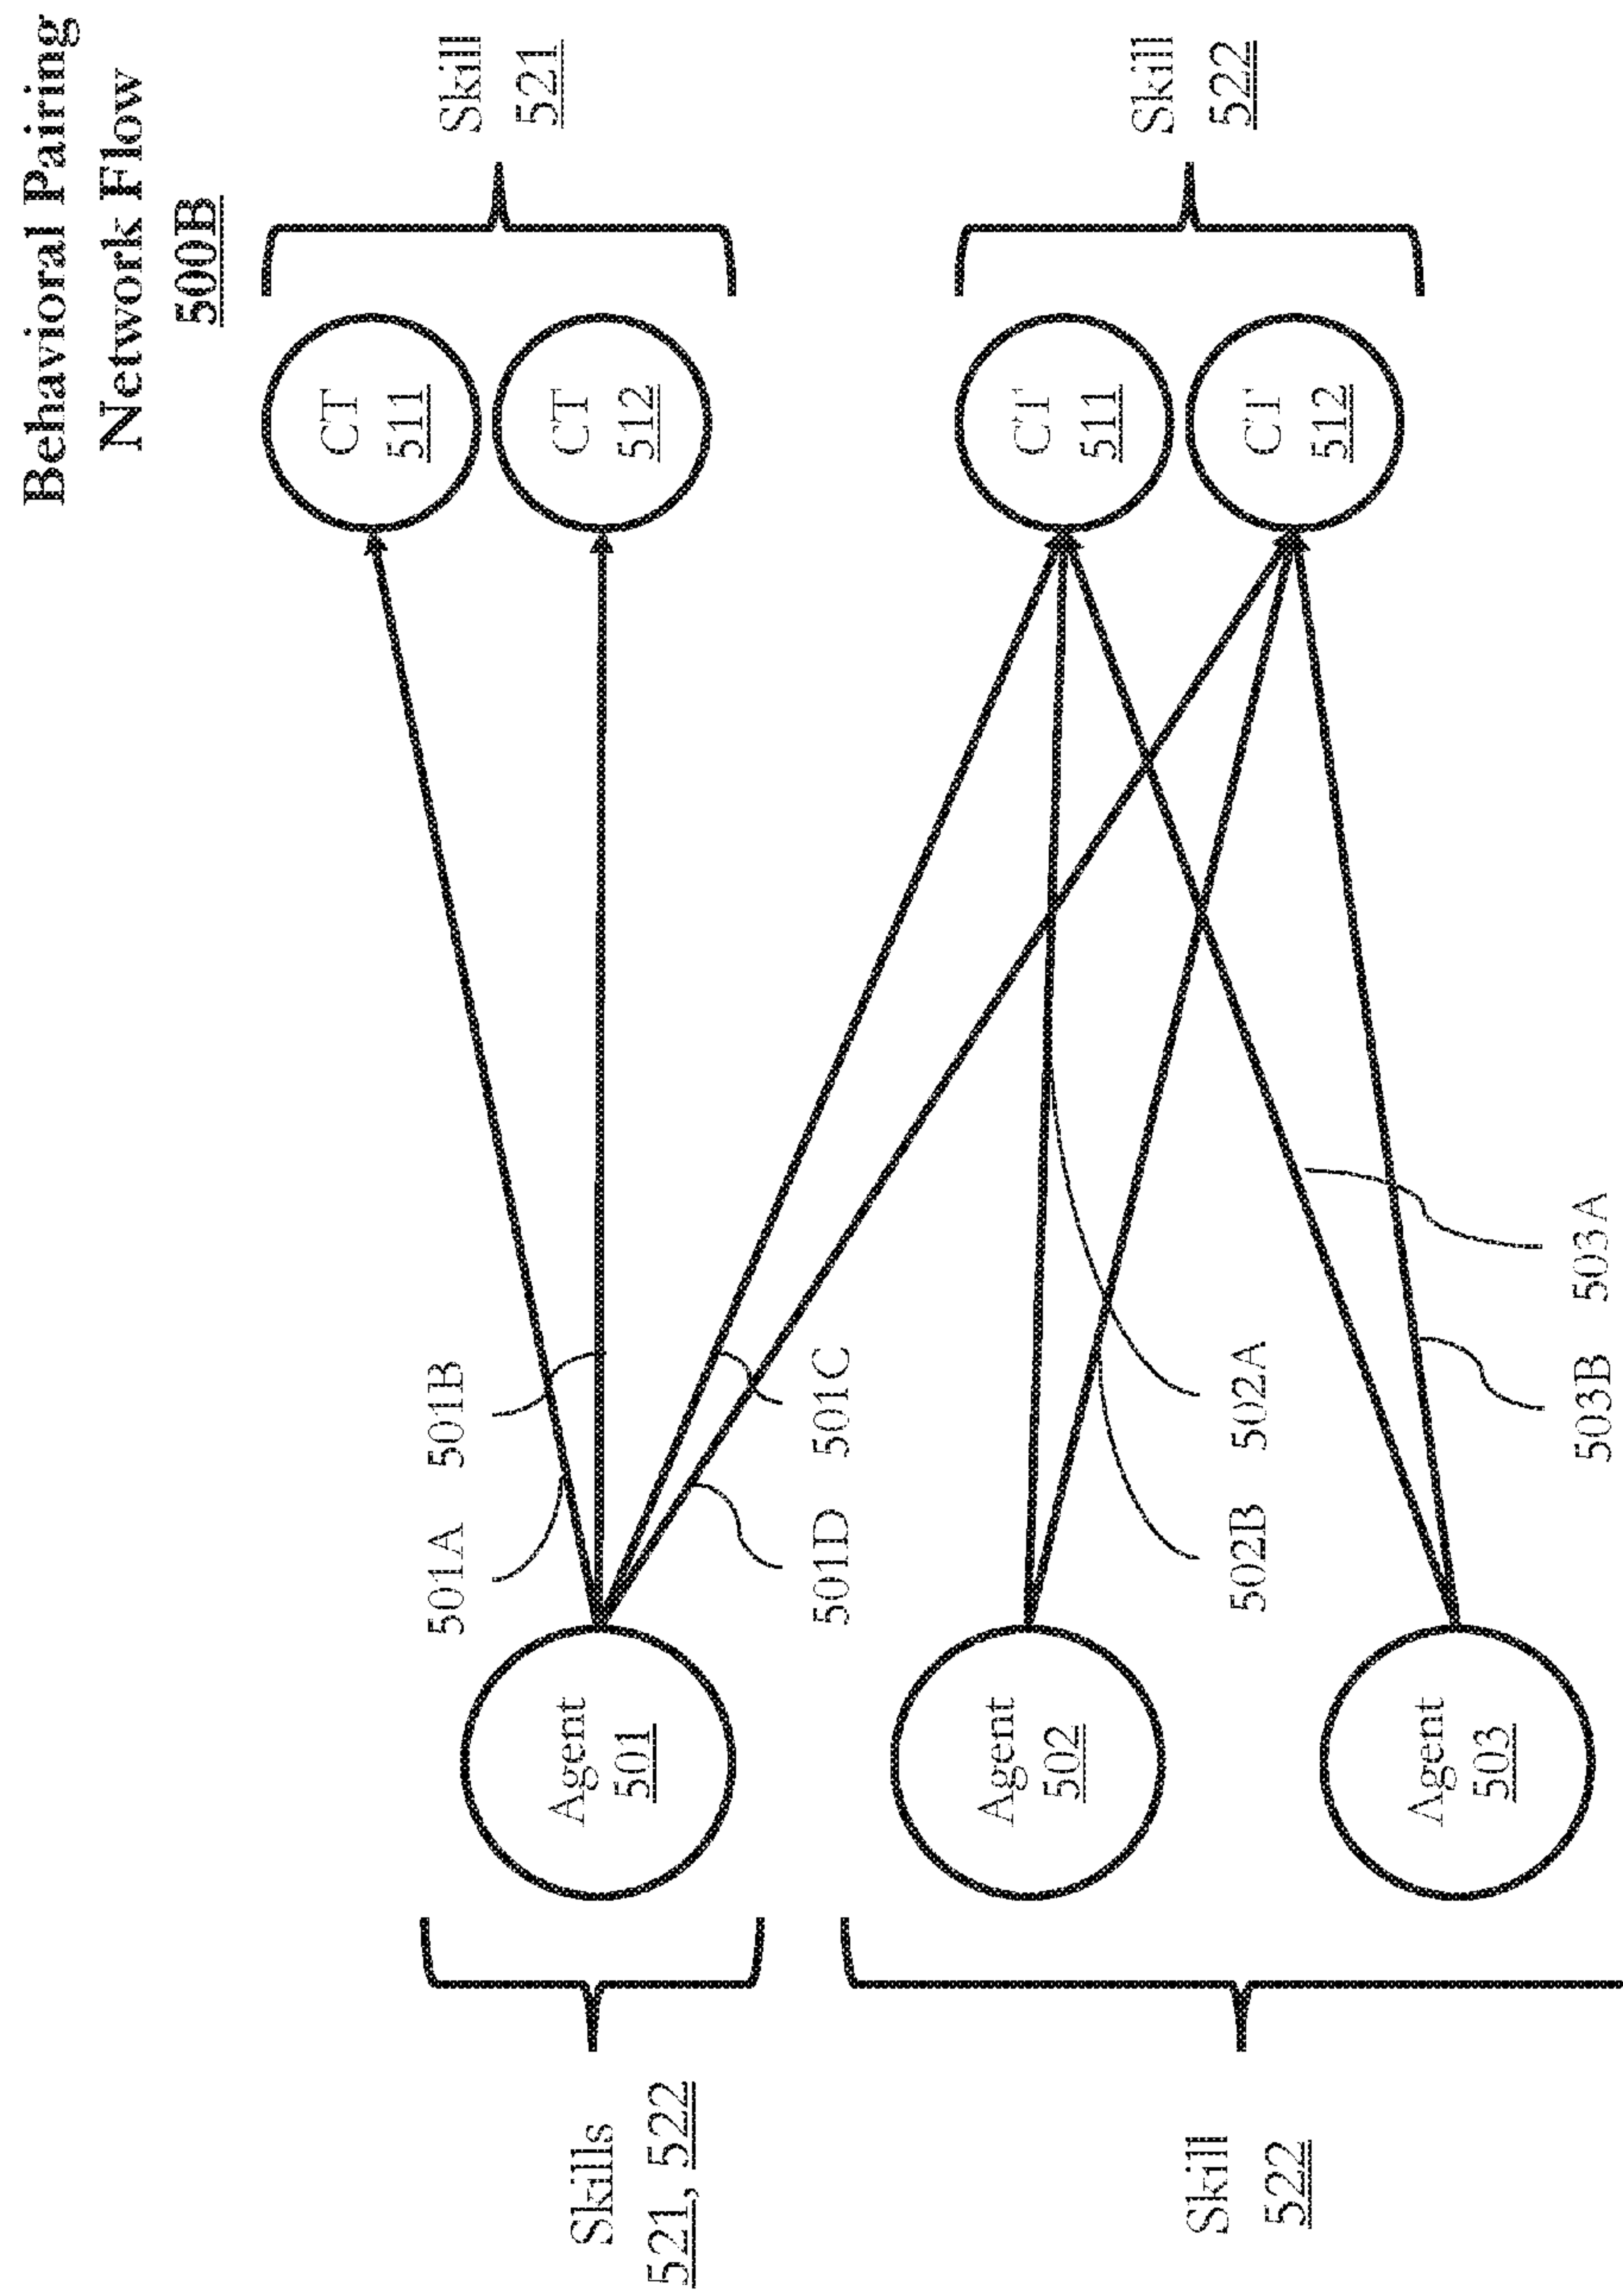 Behavioral Pairing
Network Flow
500B
Skills
521, 522
Agent
501
501A
501B
501D
501C
CT
511
CT
512
Skill
521
Skill
522
Agent
502
Agent
503
502B
502A
503B
503A
CT
511
CT
512
Skill
522